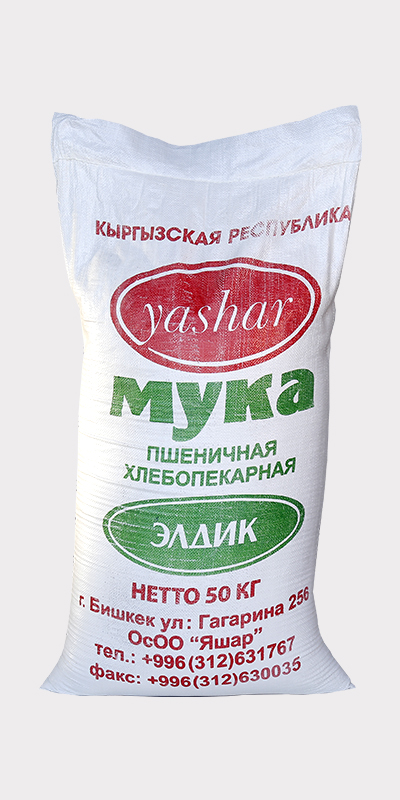 КЫРГЫЗСКАЯ РЕСПУБЛИКА
yashar
мука
ПШЕНИЧНАЯ
ХЛЕБОПЕКАРНАЯ
ЭЛДИК
НЕТТО 50 КГ
г. Бишкек ул: Гагарина 256
ОсОО "Яшар"
тел.: +996(312)631767
факс: +996(312)630035